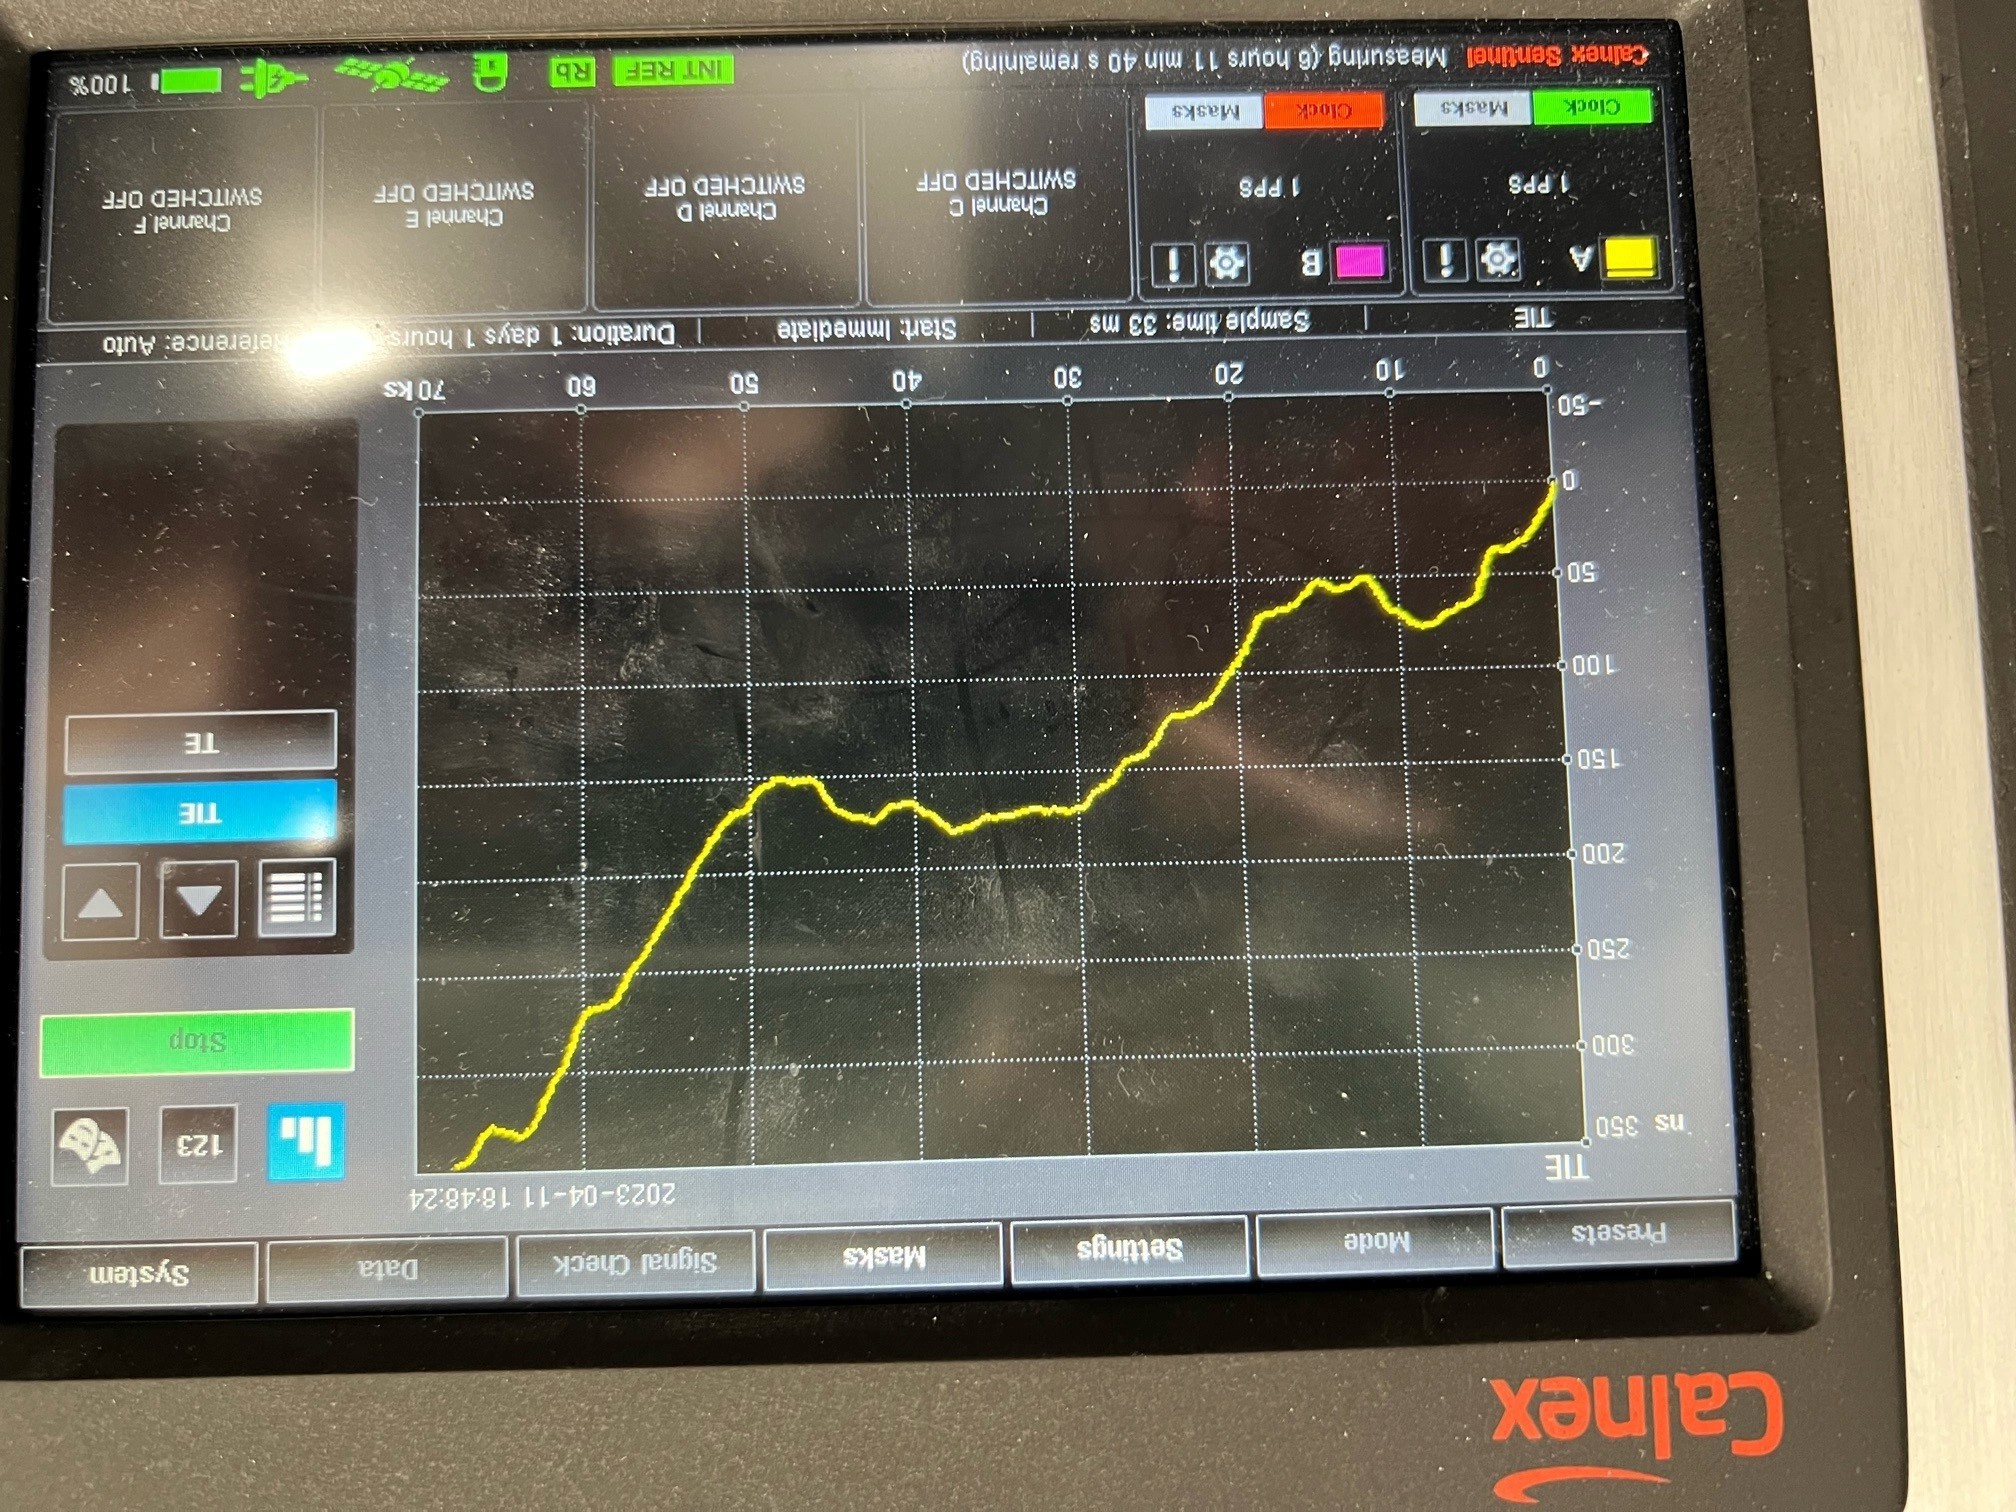 Calnex
Presets
Mode
Settings
Masks
Signal Check
Data
System
TIE
2023-04-11 18:48:24
ns 350
300
250
200
150
100
50
0
-50
0
10
20
30
40
50
60
70 ks
123
Stop
TIE
TE
TIE
Sample time: 33 ms
Start: Immediate
Duration: 1 days 1 hours
Reference: Auto
A
1 PPS
Clock
Masks
B
1 PPS
Clock
Masks
Channel C
SWITCHED OFF
Channel D
SWITCHED OFF
Channel E
SWITCHED OFF
Channel F
SWITCHED OFF
Calnex Sentinel Measuring (6 hours 11 min 40 s remaining)
INT REF
Rb
100%